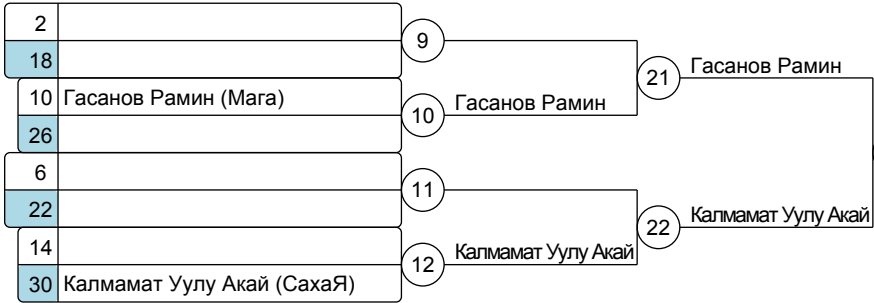 2
9
18
21 Гасанов Рамин
10 Гасанов Рамин (Мага)
10 Гасанов Рамин
26
6
11
22
22 Калмамат Уулу Акай
14
12 Калмамат Уулу Акай
30 Калмамат Уулу Акай (СахаЯ)